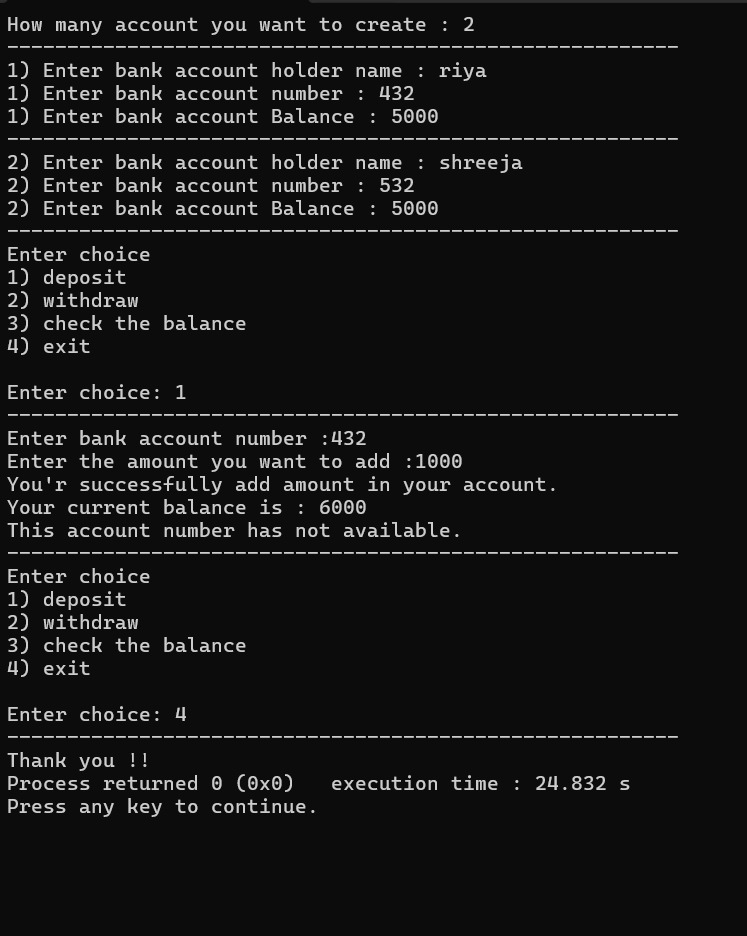 How many account you want to create : 2
--------------------------------------------------------
1) Enter bank account holder name : riya
1) Enter bank account number : 432
1) Enter bank account Balance : 5000
--------------------------------------------------------
2) Enter bank account holder name : shreeja
2) Enter bank account number : 532
2) Enter bank account Balance : 5000
--------------------------------------------------------
Enter choice
1) deposit
2) withdraw
3) check the balance
4) exit
Enter choice: 1
--------------------------------------------------------
Enter bank account number :432
Enter the amount you want to add :1000
You'r successfully add amount in your account.
Your current balance is : 6000
This account number has not available.
--------------------------------------------------------
Enter choice
1) deposit
2) withdraw
3) check the balance
4) exit
Enter choice: 4
--------------------------------------------------------
Thank you !!
Process returned 0 (0x0)   execution time : 24.832 s
Press any key to continue.